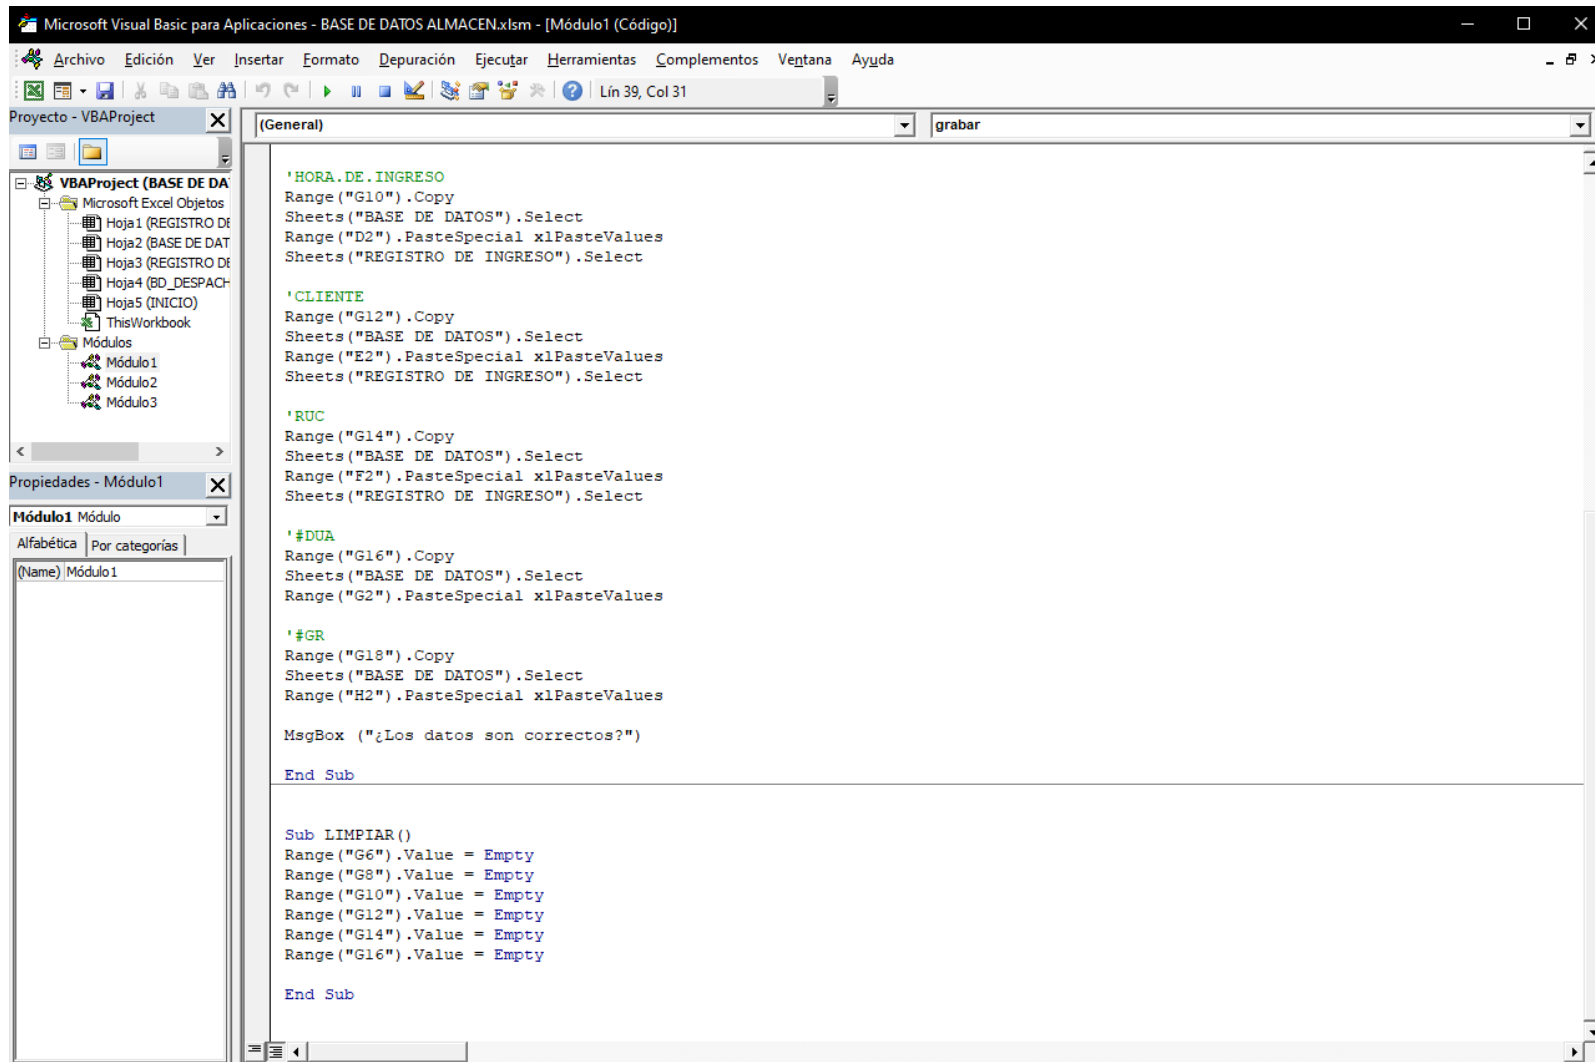 Microsoft Visual Basic para Aplicaciones - BASE DE DATOS ALMACEN.xlsm - [Módulo1 (Código)]
Archivo Edición Ver Insertar Formato Depuración Ejecutar Herramientas Complementos Ventana Ayuda
Lín 39, Col 31
Proyecto - VBAProject
VBAProject (BASE DE DA
Microsoft Excel Objetos
Hoja1 (REGISTRO DE
Hoja2 (BASE DE DAT
Hoja3 (REGISTRO DE
Hoja4 (BD_DESPACH
Hoja5 (INICIO)
ThisWorkbook
Módulos
Módulo1
Módulo2
Módulo3
Propiedades - Módulo1
Módulo1 Módulo
Alfabética Por categorías
(Name) Módulo1
(General) grabar
'HORA.DE.INGRESO
Range("G10").Copy
Sheets("BASE DE DATOS").Select
Range("D2").PasteSpecial xlPasteValues
Sheets("REGISTRO DE INGRESO").Select
'CLIENTE
Range("G12").Copy
Sheets("BASE DE DATOS").Select
Range("E2").PasteSpecial xlPasteValues
Sheets("REGISTRO DE INGRESO").Select
'RUC
Range("G14").Copy
Sheets("BASE DE DATOS").Select
Range("F2").PasteSpecial xlPasteValues
Sheets("REGISTRO DE INGRESO").Select
'#DUA
Range("G16").Copy
Sheets("BASE DE DATOS").Select
Range("G2").PasteSpecial xlPasteValues
'#GR
Range("G18").Copy
Sheets("BASE DE DATOS").Select
Range("H2").PasteSpecial xlPasteValues
MsgBox ("¿Los datos son correctos?")
End Sub
Sub LIMPIAR()
Range("G6").Value = Empty
Range("G8").Value = Empty
Range("G10").Value = Empty
Range("G12").Value = Empty
Range("G14").Value = Empty
Range("G16").Value = Empty
End Sub